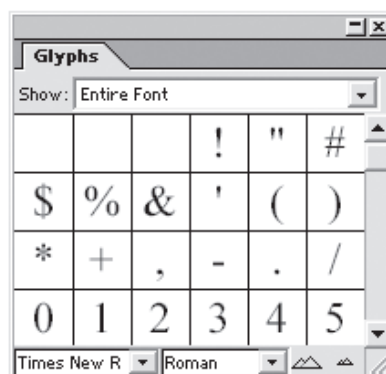 Glyphs
Show: Entire Font
! " #
$ % & ' ( )
* + , - . /
0 1 2 3 4 5
Times New R Roman